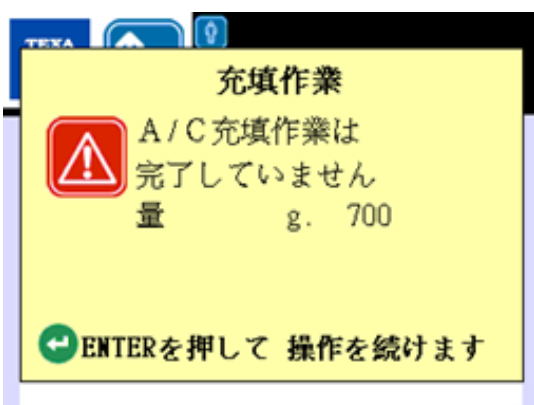 TEXA
充填作業
A/C充填作業は
完了していません
量 g. 700
ENTERを押して 操作を続けます